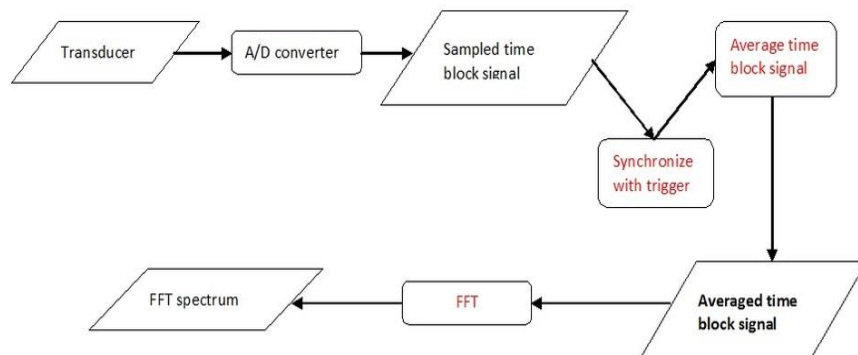 Transducer
A/D converter
Sampled time
block signal
Average time
block signal
Synchronize
with trigger
Averaged time
block signal
FFT
FFT spectrum